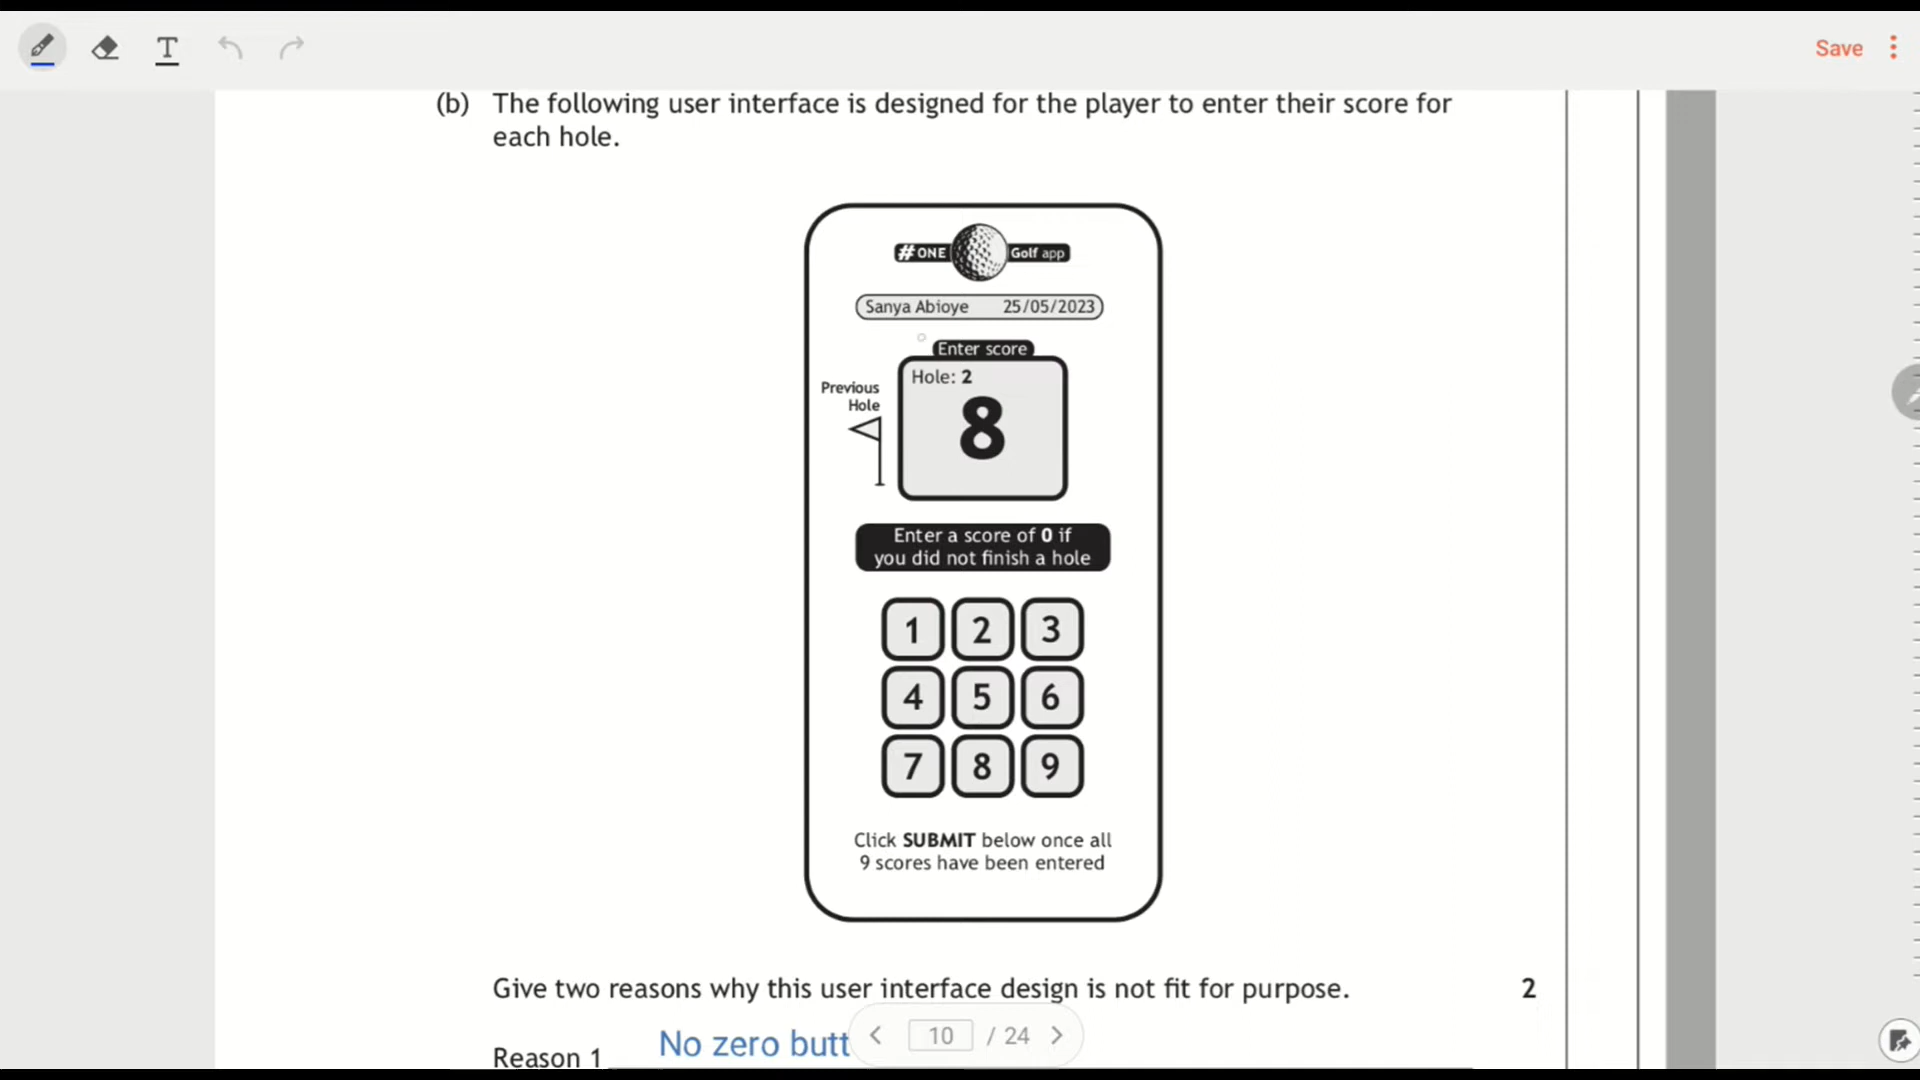 T
Save
(b) The following user interface is designed for the player to enter their score for
each hole.
#ONE Golf app
Sanya Abioye 25/05/2023
Enter score
Hole: 2
Previous
Hole
8
Enter a score of 0 if
you did not finish a hole
1 2 3
4 5 6
7 8 9
Click SUBMIT below once all
9 scores have been entered
Give two reasons why this user interface design is not fit for purpose. 2
Reason 1 No zero butt
10 / 24